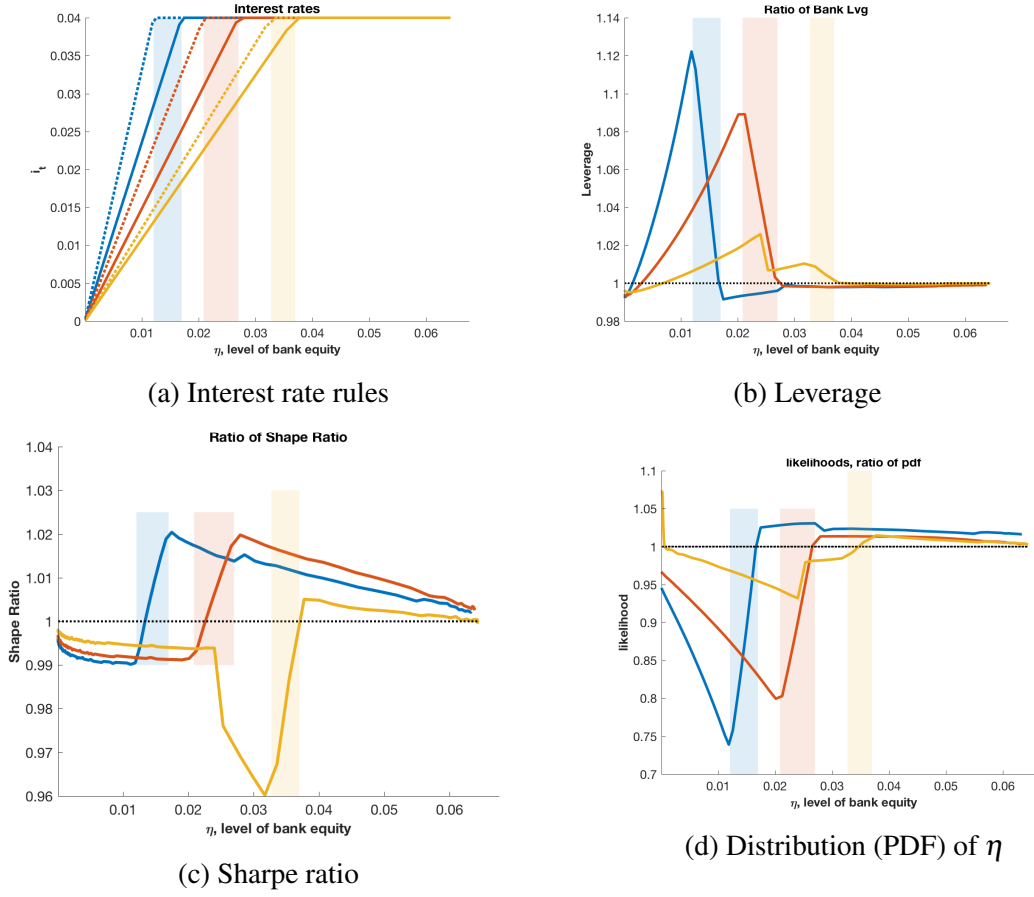 Interest rates
0.04
0.035
0.03
0.025
0.02
0.015
0.01
0.005
0
i_t
0.01 0.02 0.03 0.04 0.05 0.06
η, level of bank equity
(a) Interest rate rules
Ratio of Bank Lvg
1.14
1.12
1.10
1.08
1.06
1.04
1.02
1
0.98
Leverage
0.01 0.02 0.03 0.04 0.05 0.06
η, level of bank equity
(b) Leverage
Ratio of Shape Ratio
1.04
1.03
1.02
1.01
1
0.99
0.98
0.97
0.96
Shape Ratio
0.01 0.02 0.03 0.04 0.05 0.06
η, level of bank equity
(c) Sharpe ratio
likelihoods, ratio of pdf
1.1
1.05
1
0.95
0.9
0.85
0.8
0.75
0.7
likelihood
0.01 0.02 0.03 0.04 0.05 0.06
η, level of bank equity
(d) Distribution (PDF) of η